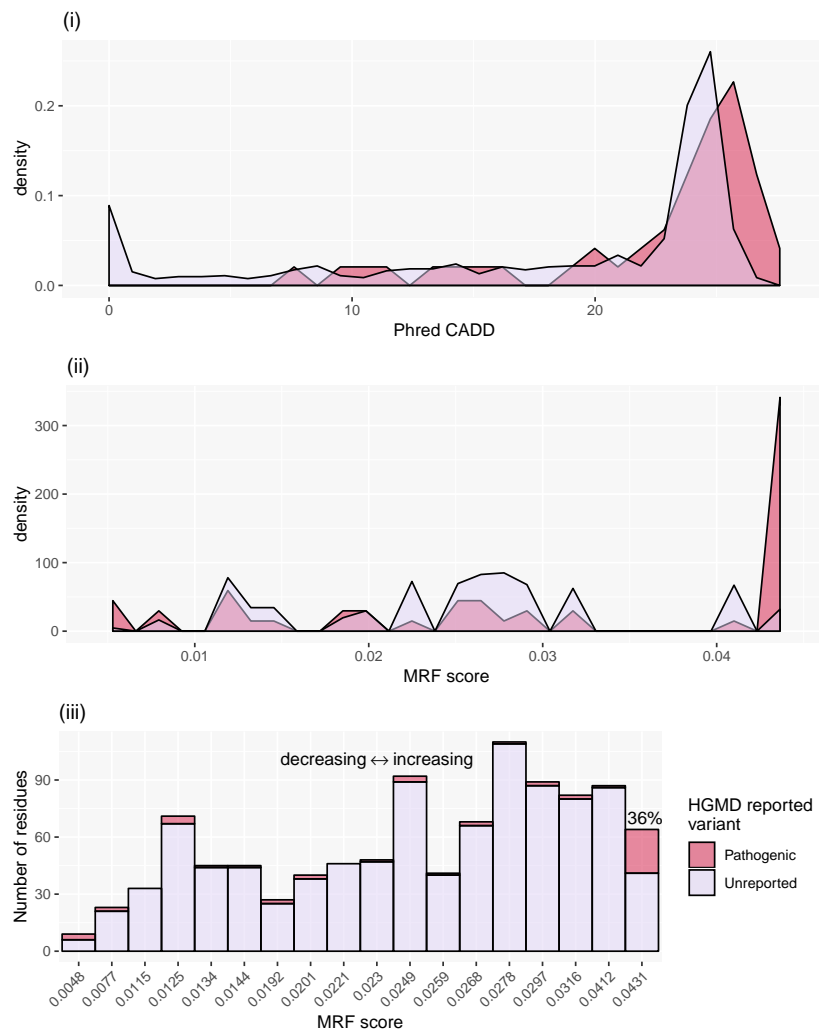 (i)
0.2
0.1
0.0
density
0
10
20
Phred CADD
(ii)
300
200
100
0
density
0.01
0.02
0.03
0.04
MRF score
(iii)
decreasing ↔ increasing
36%
90
60
30
0
Number of residues
0.0048
0.0077
0.0115
0.0125
0.0134
0.0144
0.0192
0.0201
0.0221
0.023
0.0249
0.0259
0.0268
0.0278
0.0297
0.0316
0.0412
0.0431
MRF score
HGMD reported
variant
Pathogenic
Unreported